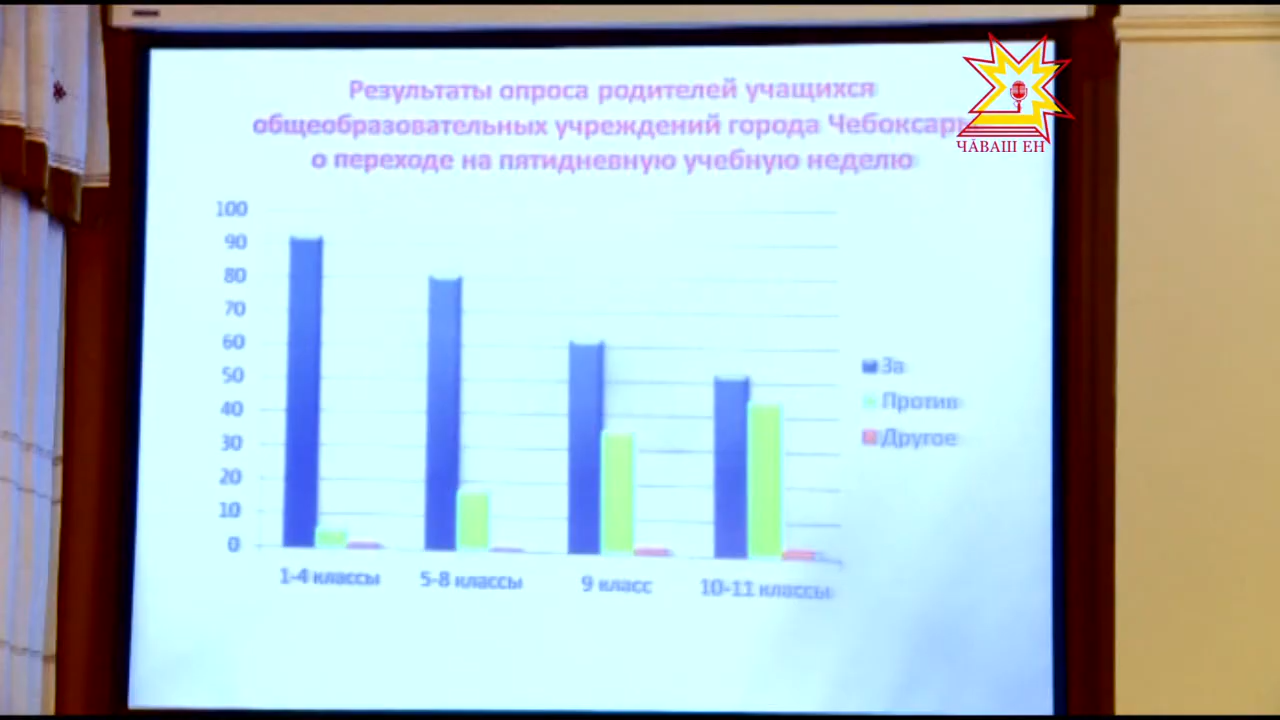 Результаты опроса родителей учащихся
общеобразовательных учреждений города Чебоксары
о переходе на пятидневную учебную неделю
ЧӐВАШ ЕН
100
90
80
70
60
50
40
30
20
10
0
За
Против
Другое
1-4 классы
5-8 классы
9 класс
10-11 классы